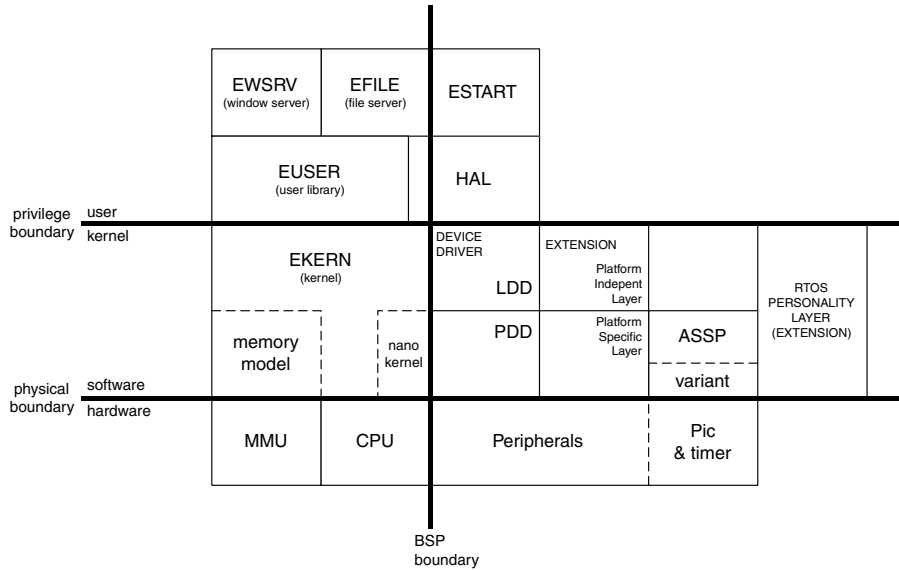 EWSRV
(window server)
EFILE
(file server)
ESTART
EUSER
(user library)
HAL
privilege
boundary
user
kernel
EKERN
(kernel)
DEVICE
DRIVER
LDD
EXTENSION
Platform
Indepent
Layer
RTOS
PERSONALITY
LAYER
(EXTENSION)
memory
model
nano
kernel
PDD
Platform
Specific
Layer
ASSP
variant
physical
boundary
software
hardware
MMU
CPU
Peripherals
Pic
& timer
BSP
boundary